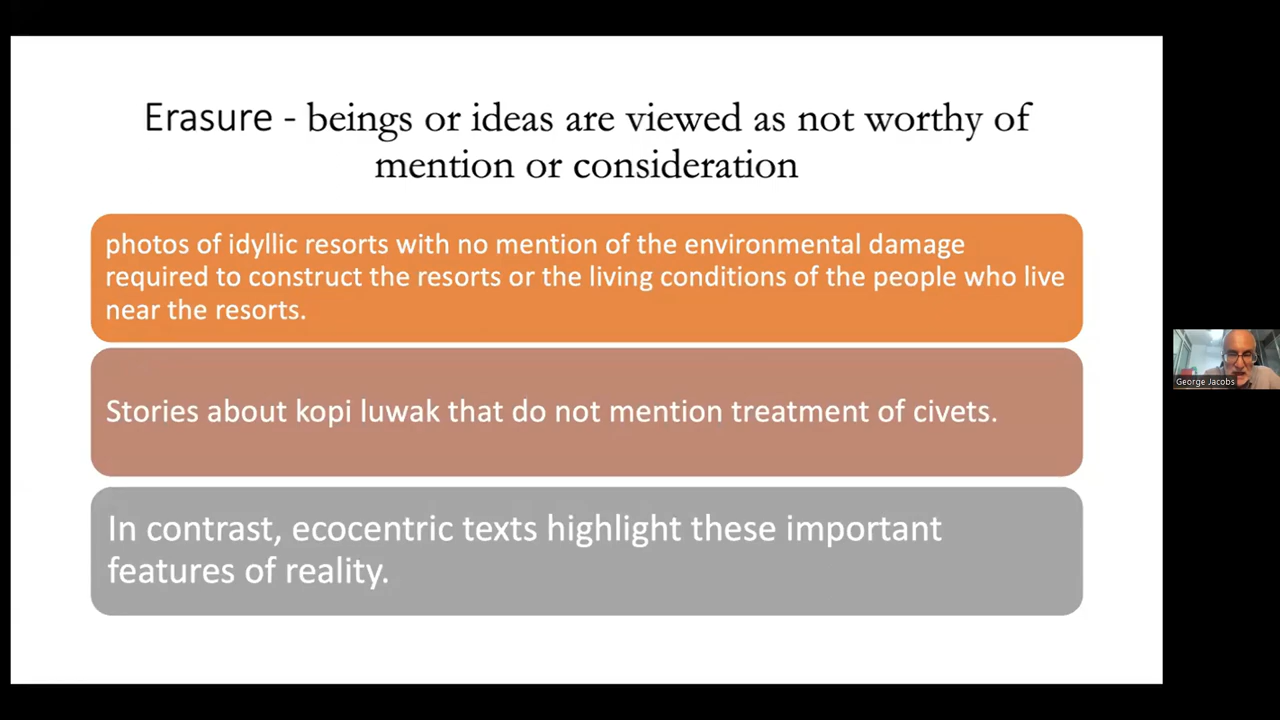 Erasure - beings or ideas are viewed as not worthy of
mention or consideration
photos of idyllic resorts with no mention of the environmental damage
required to construct the resorts or the living conditions of the people who live
near the resorts.
Stories about kopi luwak that do not mention treatment of civets.
In contrast, ecocentric texts highlight these important
features of reality.
George Jacobs